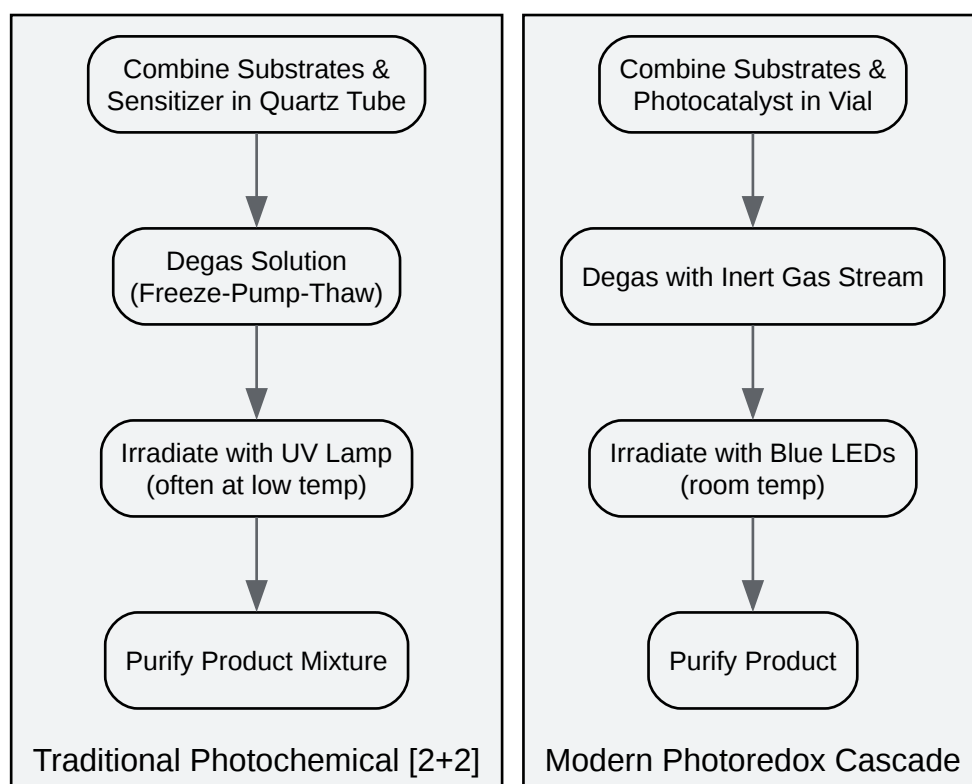 Combine Substrates &
Sensitizer in Quartz Tube
Degas Solution
(Freeze-Pump-Thaw)
Irradiate with UV Lamp
(often at low temp)
Purify Product Mixture
Traditional Photochemical [2+2]
Combine Substrates &
Photocatalyst in Vial
Degas with Inert Gas Stream
Irradiate with Blue LEDs
(room temp)
Purify Product
Modern Photoredox Cascade